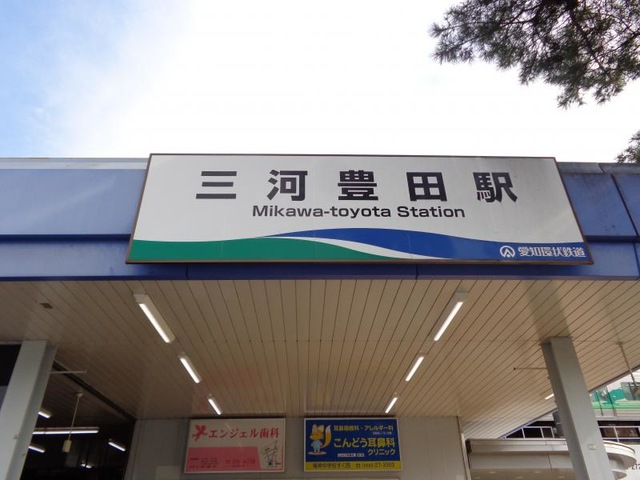 三河豊田駅
Mikawa-toyota Station
愛知環状鉄道
エンジェル歯科
耳鼻咽喉科・アレルギー科
こんどう耳鼻科
クリニック